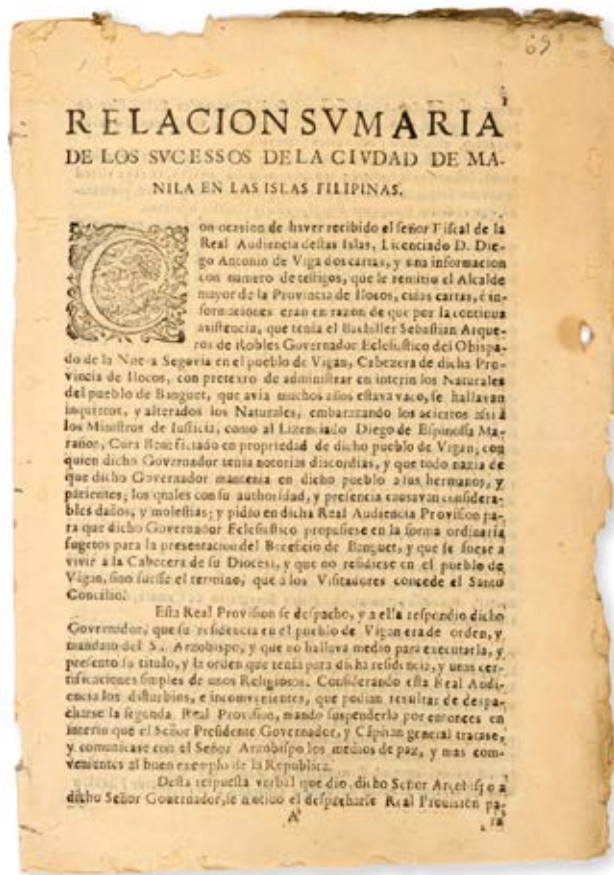 69
RELACION SVMARIA
DE LOS SVCESSOS DE LA CIVDAD DE MA-
NILA EN LAS ISLAS FILIPINAS.
Con ocasion de haver recibido el señor Fiscal de la
Real Audiencia destas Islas, Licenciado D. Die-
go Antonio de Viga dos cartas, y una informacion
con numero de testigos, que le remitio el Alcalde
mayor de la Provincia de Ilocos, cuias cartas, è in-
formaciones eran en razon de que por la continua
assistencia, que tenia el Bachiller Sebastian Arque-
ros de Robles Governador Eclesiastico del Obispa-
do de la Nueva Segovia en el pueblo de Vigan, Cabezera de dicha Pro-
vincia de Ilocos, con pretexto de administrar en interin los Naturales
del pueblo de Banguet, que avia muchos años estava vaco, se hallavan
inquietos, y alterados los Naturales, embarazando los aciertos assi à
los Ministros de Iusticia, como al Lizenciado Diego de Espinossa Ma-
rañon, Cura Beneficiado en propriedad de dicho pueblo de Vigan; con
quien dicho Governador tenia notorias discordias, y que todo nazia de
que dicho Governador mantenia en dicho pueblo a sus hermanos, y
parientes; los quales con su authoridad, y presencia causavan considera-
bles daños, y molestias; y pidio en dicha Real Audiencia Provision pa-
ra que dicho Governador Eclesiastico propusiese en la forma ordinaria
sugetos para la presentacion del Beneficio de Banguet, y que se fuese a
vivir a la Cabecera de su Diocesi, y que no residiese en el pueblo de
Vigan, sino fuesse el termino, que a los Visitadores concede el Santo
Concilio.
Esta Real Provision se despacho, y a ella respondio dicho
Governador, que su residencia en el pueblo de Vigan era de orden, y
mandato del S. Arzobispo, y que no hallava medio para executarla, y
presento su titulo, y la orden que tenia para dicha residencia, y unas cer-
tificaciones simples de unos Religiosos. Considerando esta Real Audi-
encia los disturbios, e inconvenientes, que podian resultar de despa-
charse la segunda Real Provision, mando suspenderlo por entonces en
interin que el Señor Presidente Governador, y Capitan general tratase,
y comunicase con el Señor Arzobispo los medios de paz, y mas com-
venientes al buen exemplo de la Republica.
Desta respuesta verbal que dio, dicho Señor Arçobispo a
dicho Señor Gouernador, se motivo el despacharse Real Provision pa-
A ra